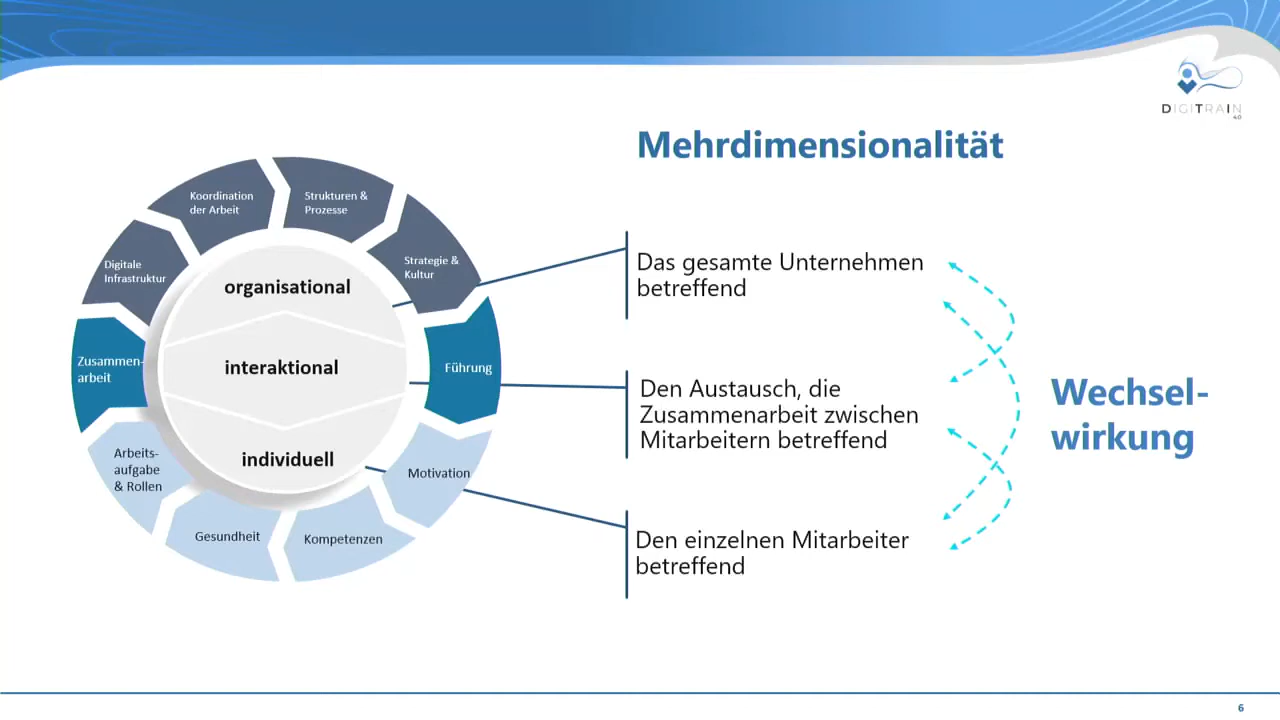 DIGITRAIN
4.0
Mehrdimensionalität
Koordination
der Arbeit
Strukturen &
Prozesse
Digitale
Infrastruktur
Strategie &
Kultur
Zusammen-
arbeit
Führung
Arbeits-
aufgabe
& Rollen
Motivation
Gesundheit
Kompetenzen
organisational
interaktional
individuell
Das gesamte Unternehmen
betreffend
Den Austausch, die
Zusammenarbeit zwischen
Mitarbeitern betreffend
Den einzelnen Mitarbeiter
betreffend
Wechsel-
wirkung
6